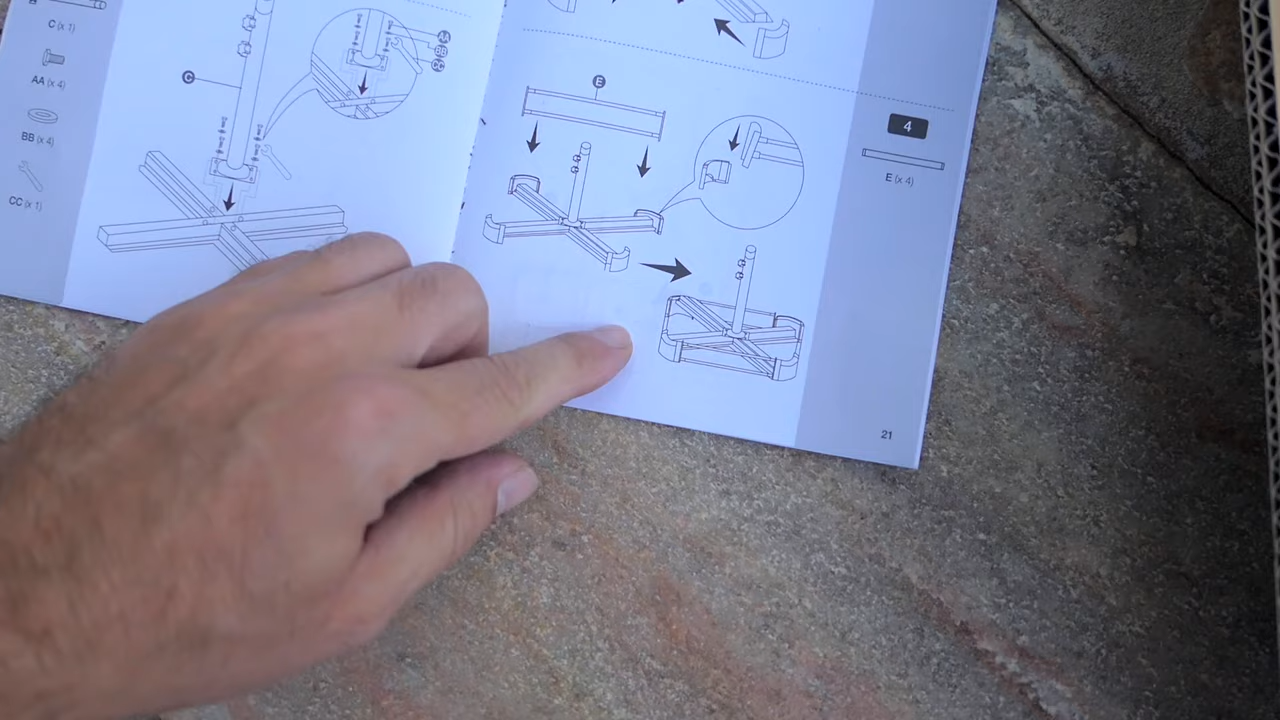 C (x 1)
AA (x 4)
BB (x 4)
CC (x 1)
C
AA
BB
CC
E
4
E (x 4)
21